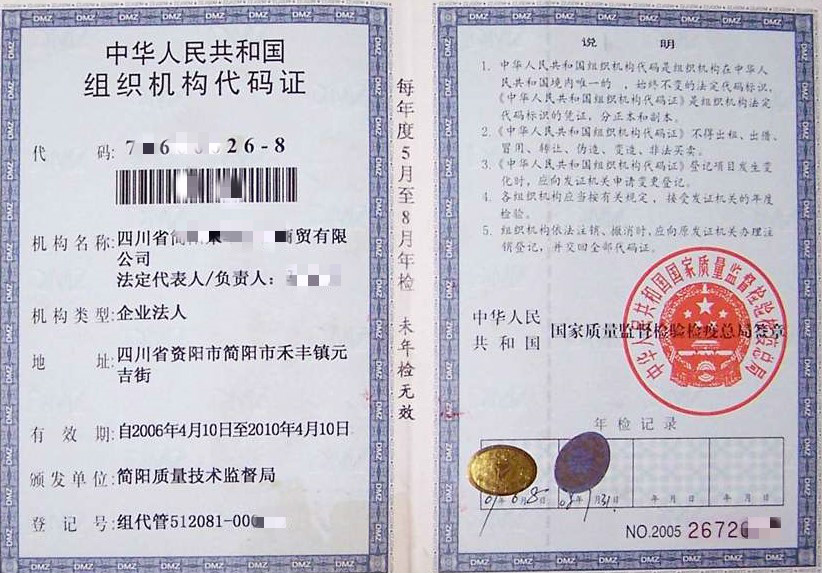 中华人民共和国
组织机构代码证
代 码: 7 6 26-8
机构名称: 四川省简 商贸有限
公司
法定代表人/负责人:
机构类型: 企业法人
地 址: 四川省资阳市简阳市禾丰镇元
吉街
有 效 期: 自2006年4月10日至2010年4月10日
颁发单位: 简阳质量技术监督局
登 记 号: 组代管512081-00
每年度5月至8月年检 未年检无效
说 明
1. 中华人民共和国组织机构代码是组织机构在中华人
民共和国境内唯一的、始终不变的法定代码标识,
《中华人民共和国组织机构代码证》是组织机构法定
代码标识的凭证,分正本和副本。
2. 《中华人民共和国组织机构代码证》不得出租、出借、
冒用、转让、伪造、变造、非法买卖。
3. 《中华人民共和国组织机构代码证》登记项目发生变
化时,应向发证机关申请变更登记。
4. 各组织机构应当按有关规定,接受发证机关的年度
检验。
5. 组织机构依法注销、撤消时,应向原发证机关办理注
销登记,并交回全部代码证。
中华人民
共和国
国家质量监督检验检疫总局签章
中华人民共和国国家质量监督检验检疫总局
年检记录
年 6月8日
08年 月31日
年 月 日
年 月 日
NO.2005 2672
DMZ